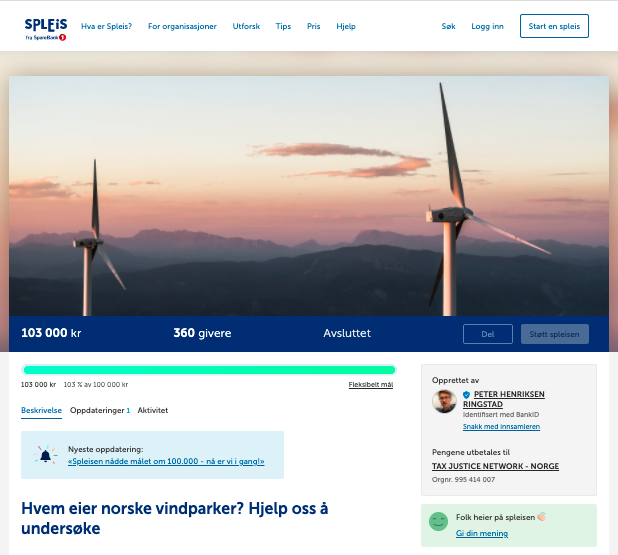 SPLEiS
fra SpareBank 1
Hva er Spleis?
For organisasjoner
Utforsk
Tips
Pris
Hjelp
Søk
Logg inn
Start en spleis
103 000 kr
360 givere
Avsluttet
Del
Støtt spleisen
103 000 kr 103 % av 100 000 kr
Fleksibelt mål
Beskrivelse
Oppdateringer 1
Aktivitet
Nyeste oppdatering:
«Spleisen nådde målet om 100.000 - nå er vi i gang!»
Hvem eier norske vindparker? Hjelp oss å
undersøke
Opprettet av
PETER HENRIKSEN
RINGSTAD
Identifisert med BankID
Snakk med innsamleren
Pengene utbetales til
TAX JUSTICE NETWORK - NORGE
Orgnr. 995 414 007
Folk heier på spleisen 👏🏻
Gi din mening